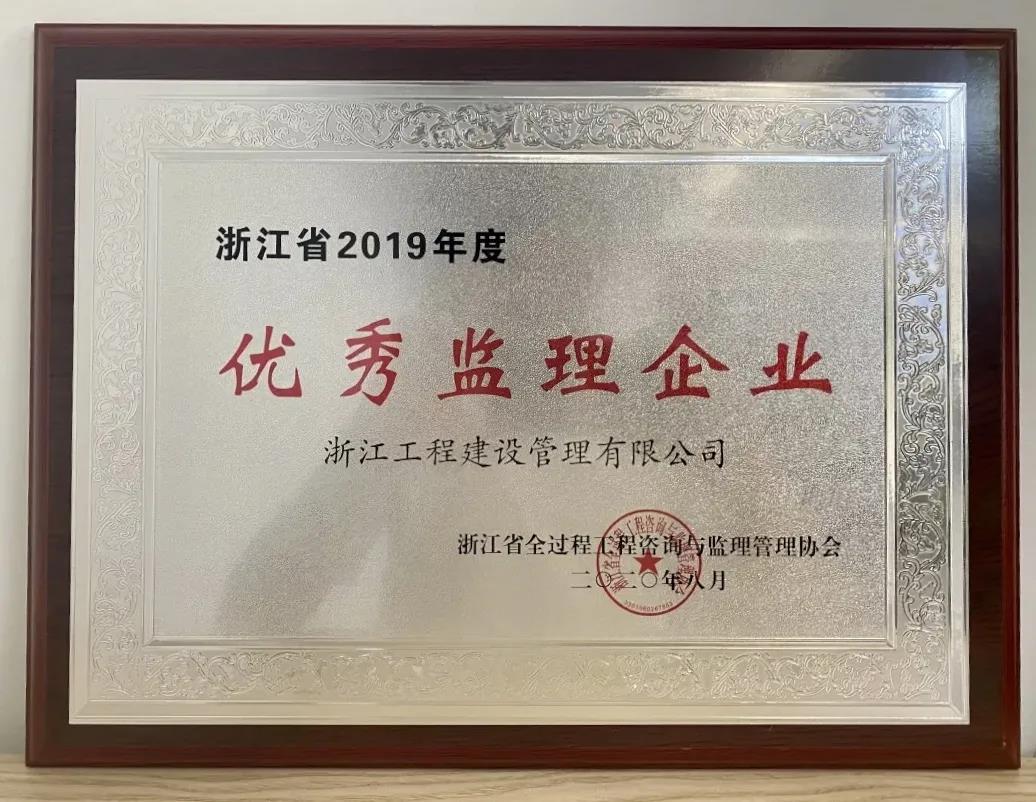 浙江省2019年度
优秀监理企业
浙江工程建设管理有限公司
浙江省全过程工程咨询与监理管理协会
二〇二〇年八月